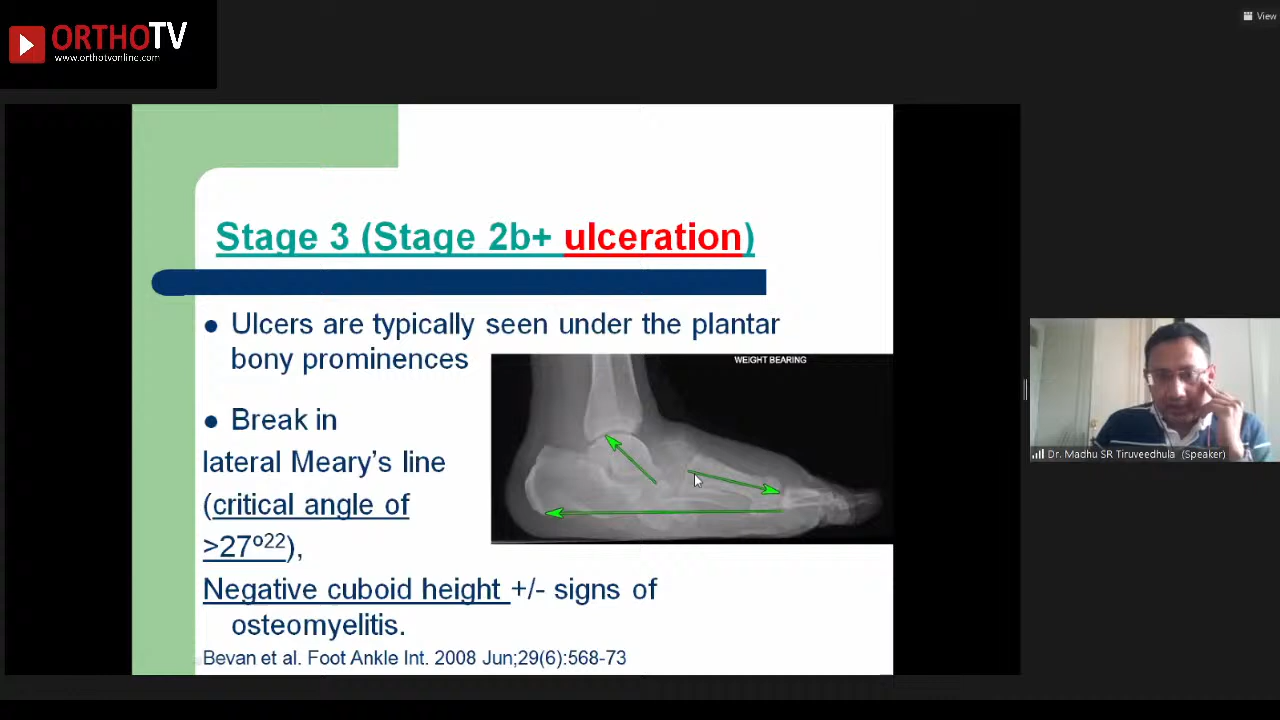 ORTHOTV
www.orthotvonline.com
View
Stage 3 (Stage 2b+ ulceration)
● Ulcers are typically seen under the plantar
bony prominences
WEIGHT BEARING
● Break in
lateral Meary's line
(critical angle of
>27º22),
Negative cuboid height +/- signs of
osteomyelitis.
Bevan et al. Foot Ankle Int. 2008 Jun;29(6):568-73
Dr. Madhu SR Tiruveedhula (Speaker)